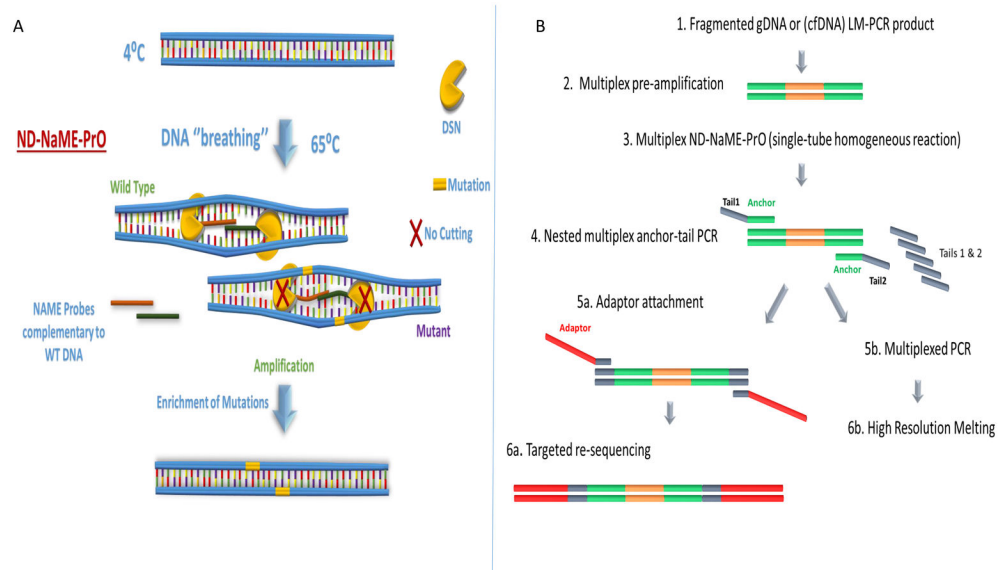 A
4⁰C
DSN
ND-NaME-PrO
DNA “breathing”
65⁰C
Mutation
Wild Type
No Cutting
NAME Probes
complementary to
WT DNA
Mutant
Amplification
Enrichment of Mutations
B
1. Fragmented gDNA or (cfDNA) LM-PCR product
2. Multiplex pre-amplification
3. Multiplex ND-NaME-PrO (single-tube homogeneous reaction)
Tail1
Anchor
4. Nested multiplex anchor-tail PCR
Tails 1 & 2
Anchor
Tail2
5a. Adaptor attachment
Adaptor
5b. Multiplexed PCR
6b. High Resolution Melting
6a. Targeted re-sequencing